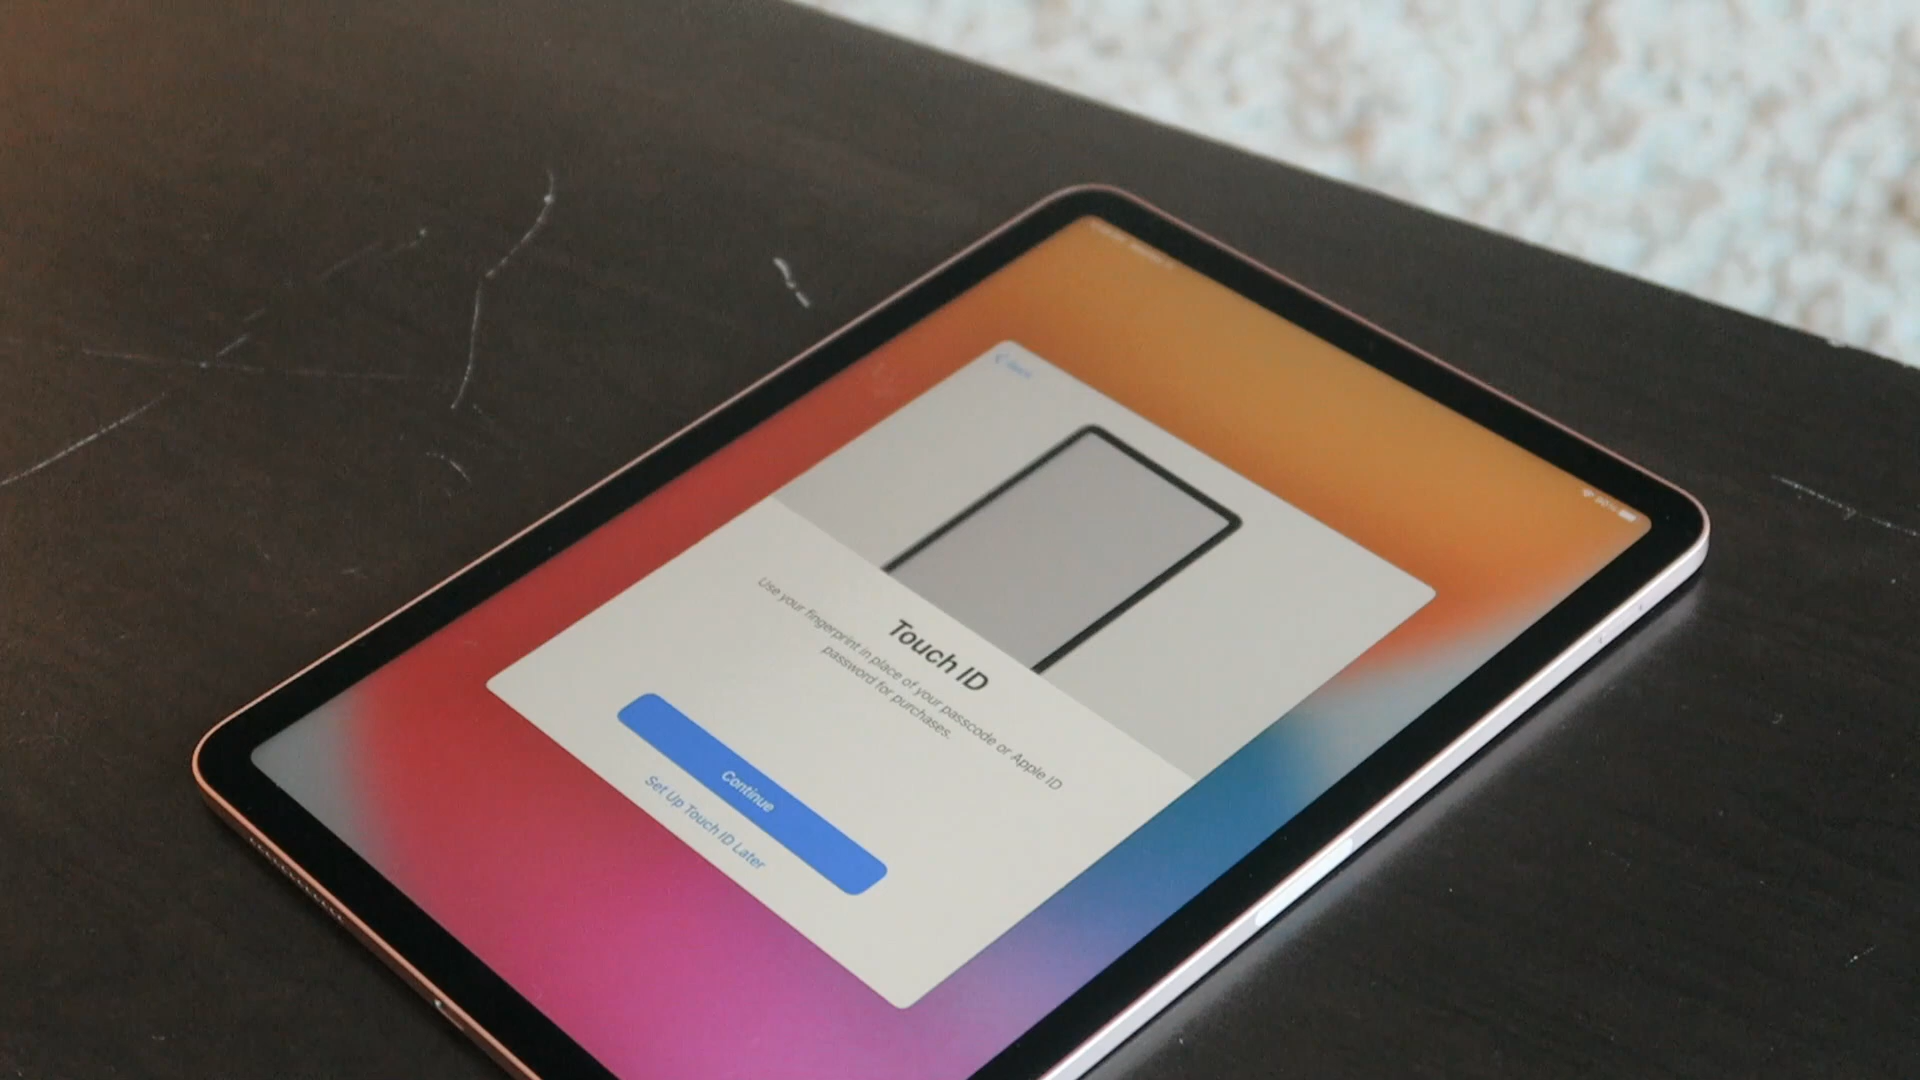 Touch ID
Use your fingerprint in place of your passcode or Apple ID
password for purchases.
Continue
Set Up Touch ID Later